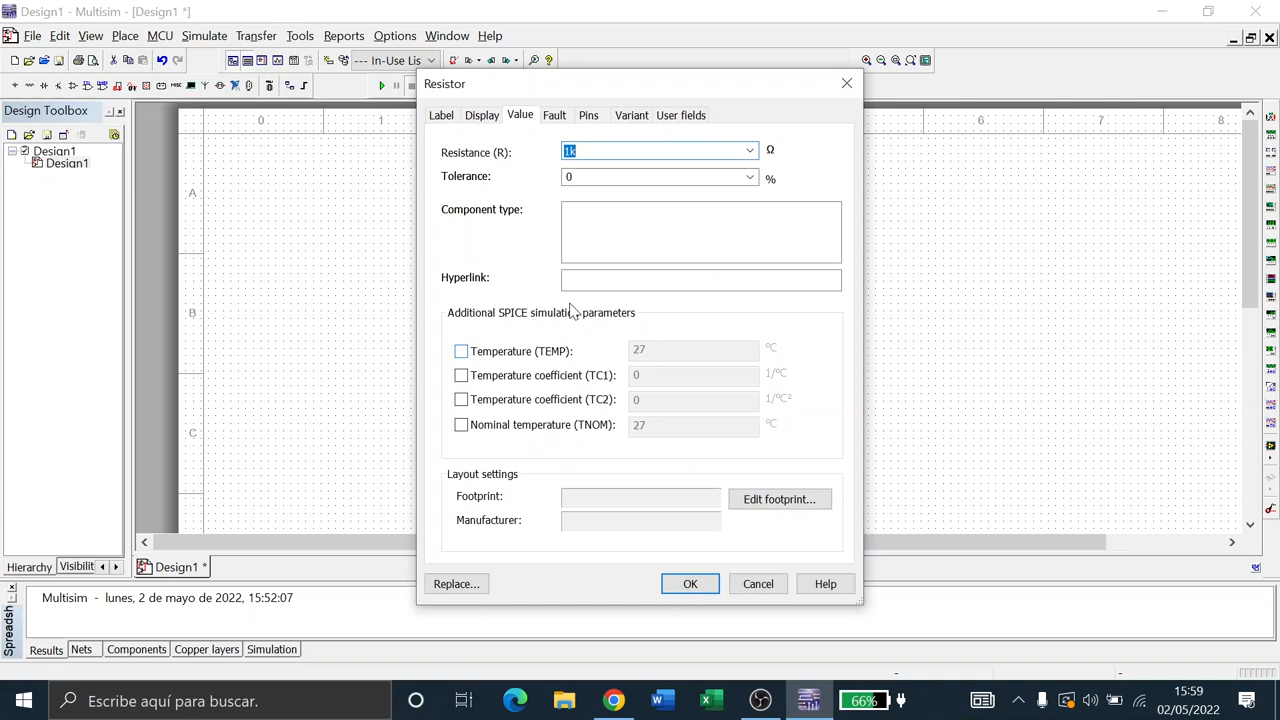 Design1 - Multisim - [Design1 *]
File Edit View Place MCU Simulate Transfer Tools Reports Options Window Help
--- In-Use Lis
Design Toolbox
Design1
Design1
0 1 6 7 8
A
B
C
Resistor
Label Display Value Fault Pins Variant User fields
Resistance (R): 1k Ω
Tolerance: 0 %
Component type:
Hyperlink:
Additional SPICE simulation parameters
Temperature (TEMP): 27 ºC
Temperature coefficient (TC1): 0 1/ºC
Temperature coefficient (TC2): 0 1/ºC²
Nominal temperature (TNOM): 27 ºC
Layout settings
Footprint: Edit footprint...
Manufacturer:
Replace... OK Cancel Help
Hierarchy Visibilit
Design1 *
Spreadsh
Multisim - lunes, 2 de mayo de 2022, 15:52:07
Results Nets Components Copper layers Simulation
- -
Escribe aquí para buscar.
66%
15:59
02/05/2022